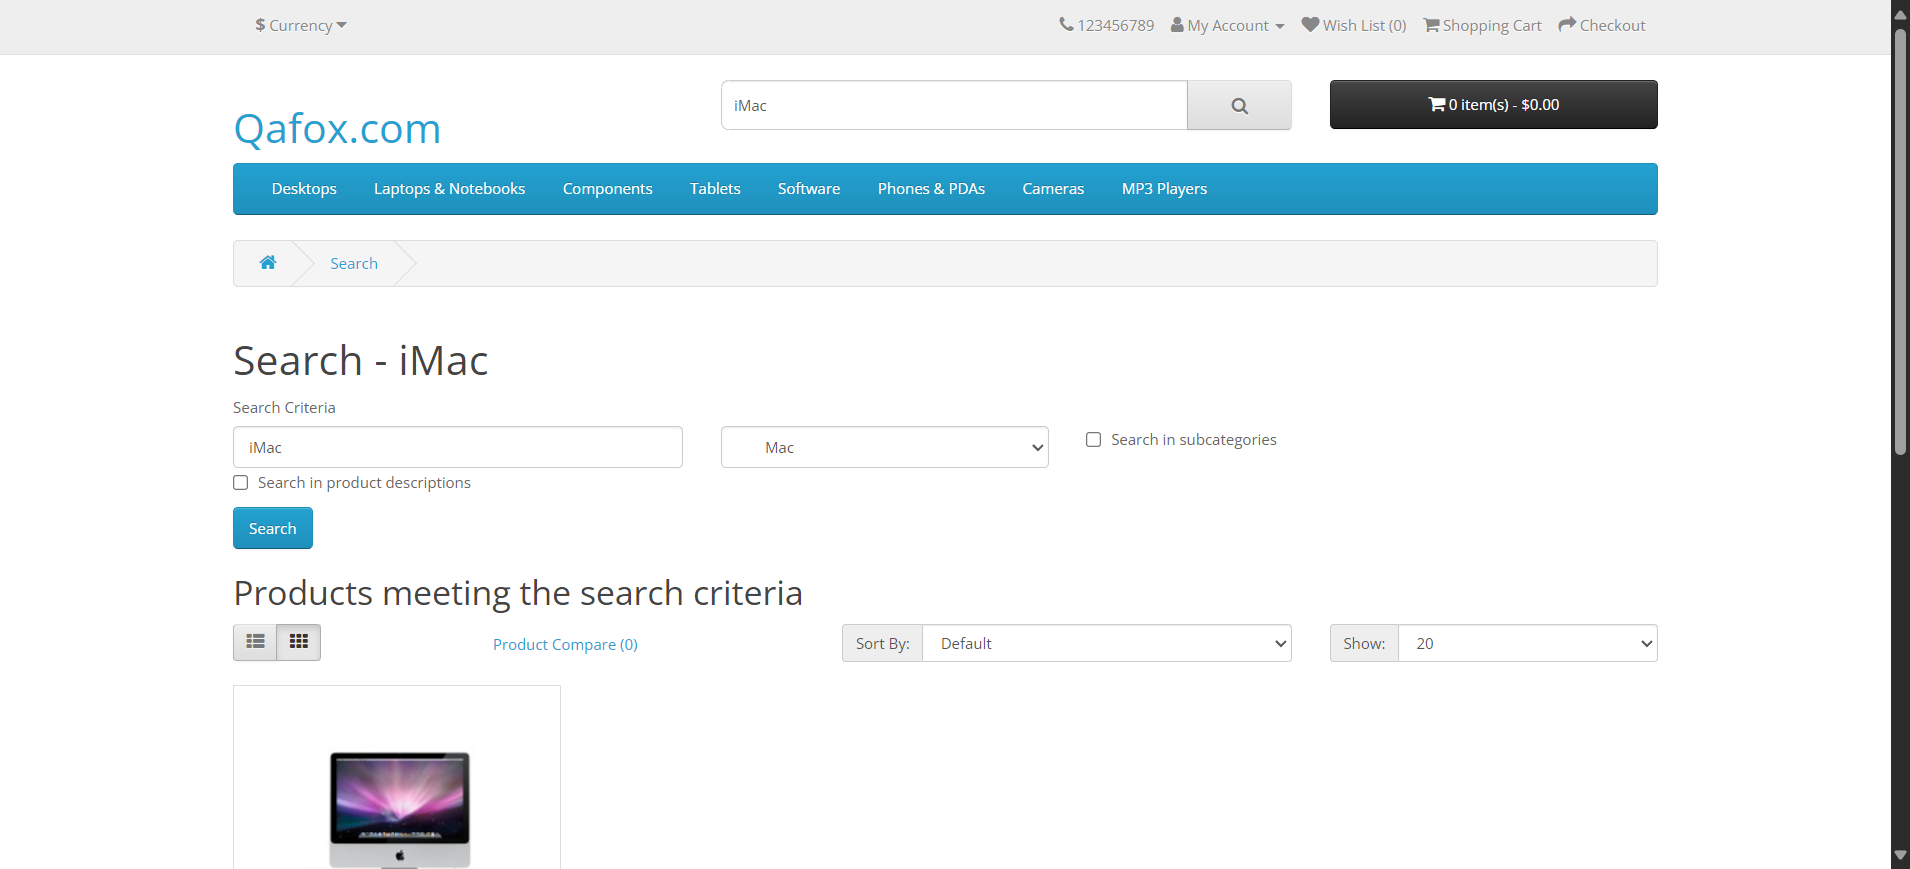 $ Currency
123456789 My Account Wish List (0) Shopping Cart Checkout
iMac
0 item(s) - $0.00
Qafox.com
Desktops Laptops & Notebooks Components Tablets Software Phones & PDAs Cameras MP3 Players
Search
Search - iMac
Search Criteria
iMac Mac Search in subcategories
Search in product descriptions
Search
Products meeting the search criteria
Product Compare (0) Sort By: Default Show: 20